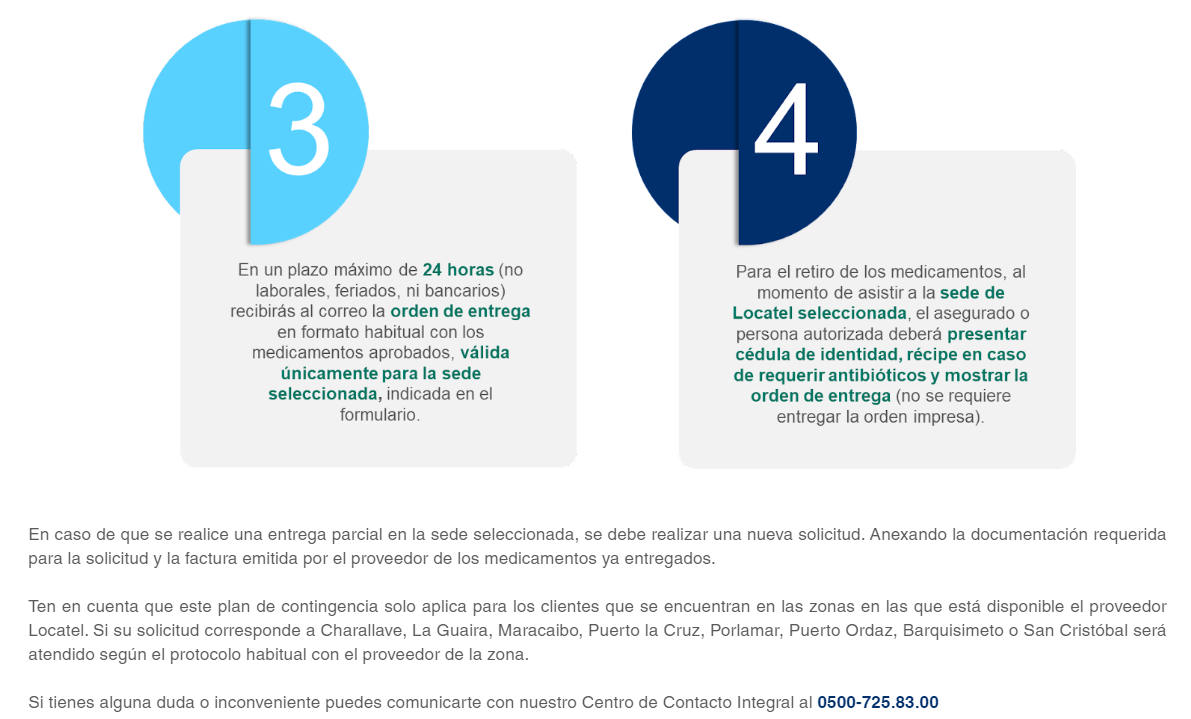 3
En un plazo máximo de 24 horas (no
laborales, feriados, ni bancarios)
recibirás al correo la orden de entrega
en formato habitual con los
medicamentos aprobados, válida
únicamente para la sede
seleccionada, indicada en el
formulario.
4
Para el retiro de los medicamentos, al
momento de asistir a la sede de
Locatel seleccionada, el asegurado o
persona autorizada deberá presentar
cédula de identidad, récipe en caso
de requerir antibióticos y mostrar la
orden de entrega (no se requiere
entregar la orden impresa).
En caso de que se realice una entrega parcial en la sede seleccionada, se debe realizar una nueva solicitud. Anexando la documentación requerida
para la solicitud y la factura emitida por el proveedor de los medicamentos ya entregados.
Ten en cuenta que este plan de contingencia solo aplica para los clientes que se encuentran en las zonas en las que está disponible el proveedor
Locatel. Si su solicitud corresponde a Charallave, La Guaira, Maracaibo, Puerto la Cruz, Porlamar, Puerto Ordaz, Barquisimeto o San Cristóbal será
atendido según el protocolo habitual con el proveedor de la zona.
Si tienes alguna duda o inconveniente puedes comunicarte con nuestro Centro de Contacto Integral al 0500-725.83.00